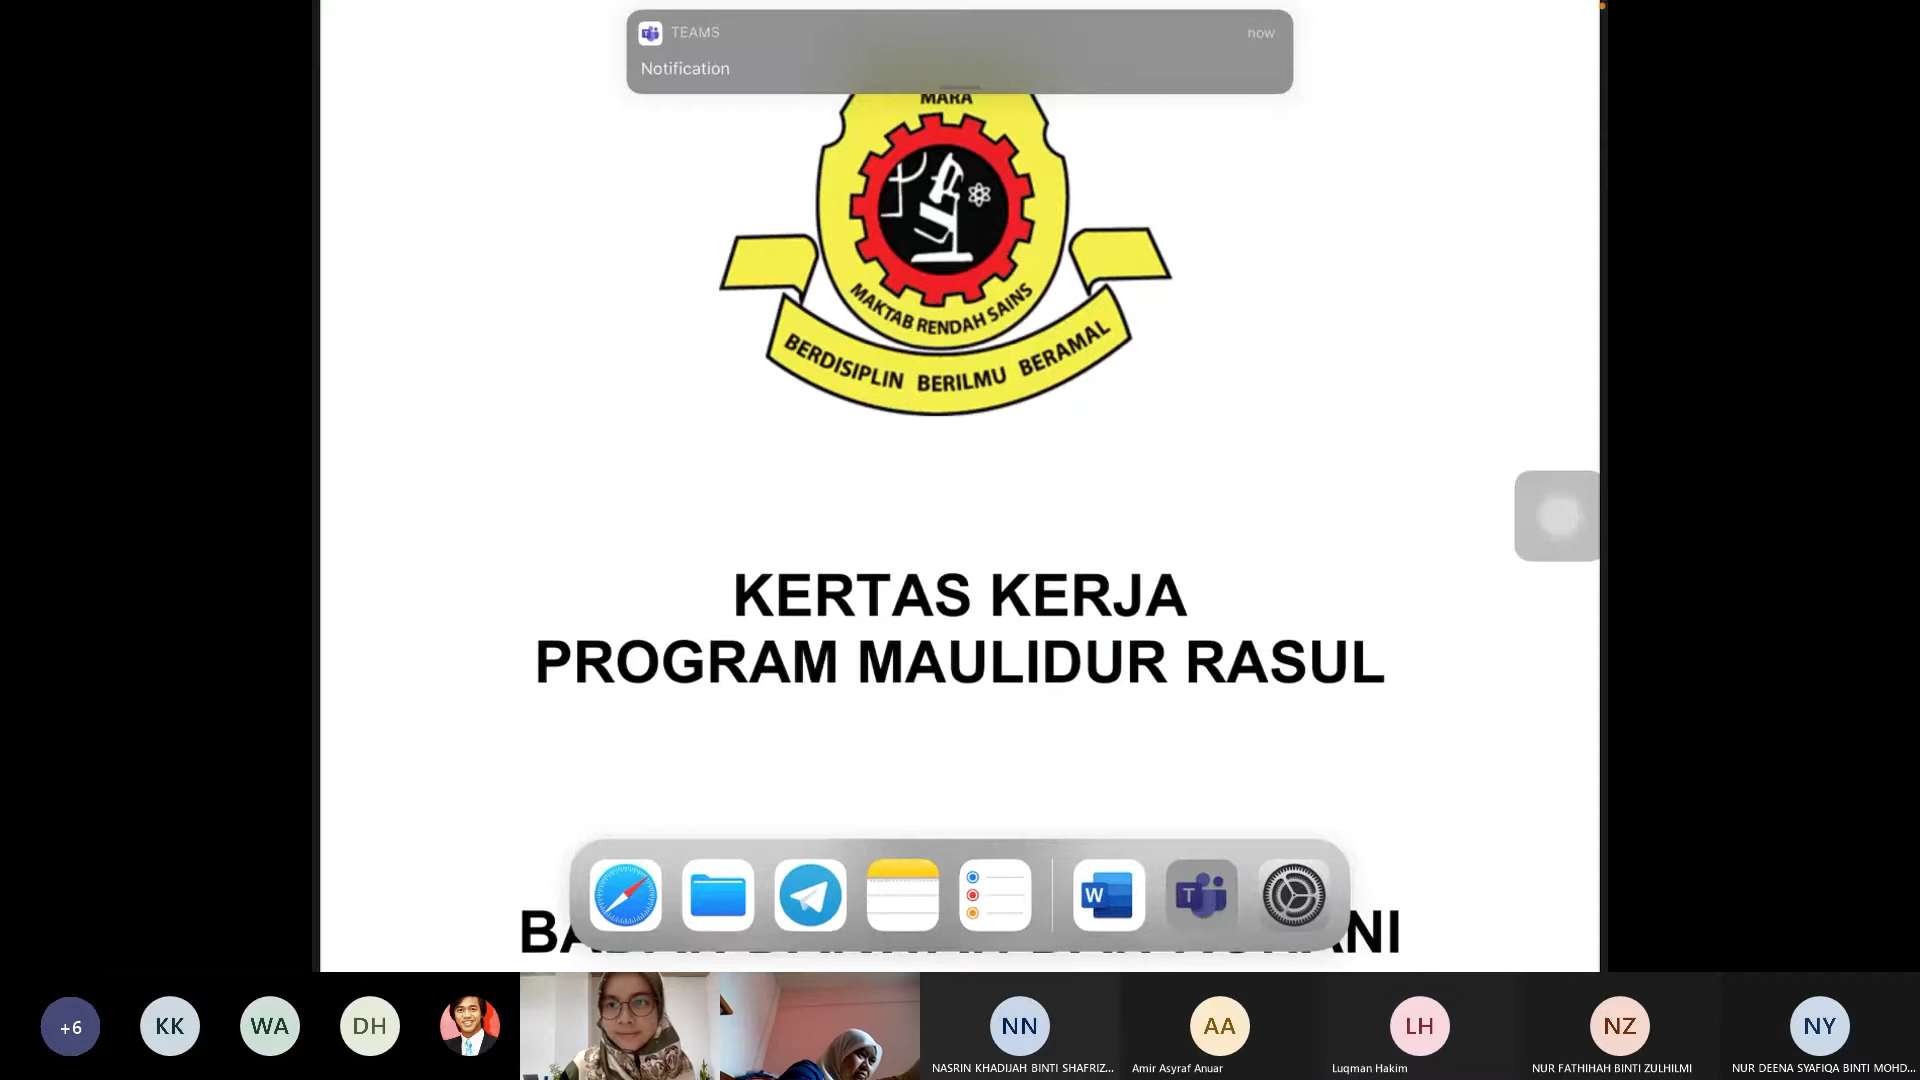 TEAMS
now
Notification
MARA
MAKTAB RENDAH SAINS
BERDISIPLIN BERILMU BERAMAL
KERTAS KERJA
PROGRAM MAULIDUR RASUL
W
T
+6
KK
WA
DH
NN
AA
LH
NZ
NY
NASRIN KHADIJAH BINTI SHAFRIZ...
Amir Asyraf Anuar
Luqman Hakim
NUR FATHIHAH BINTI ZULHILMI
NUR DEENA SYAFIQA BINTI MOHD...